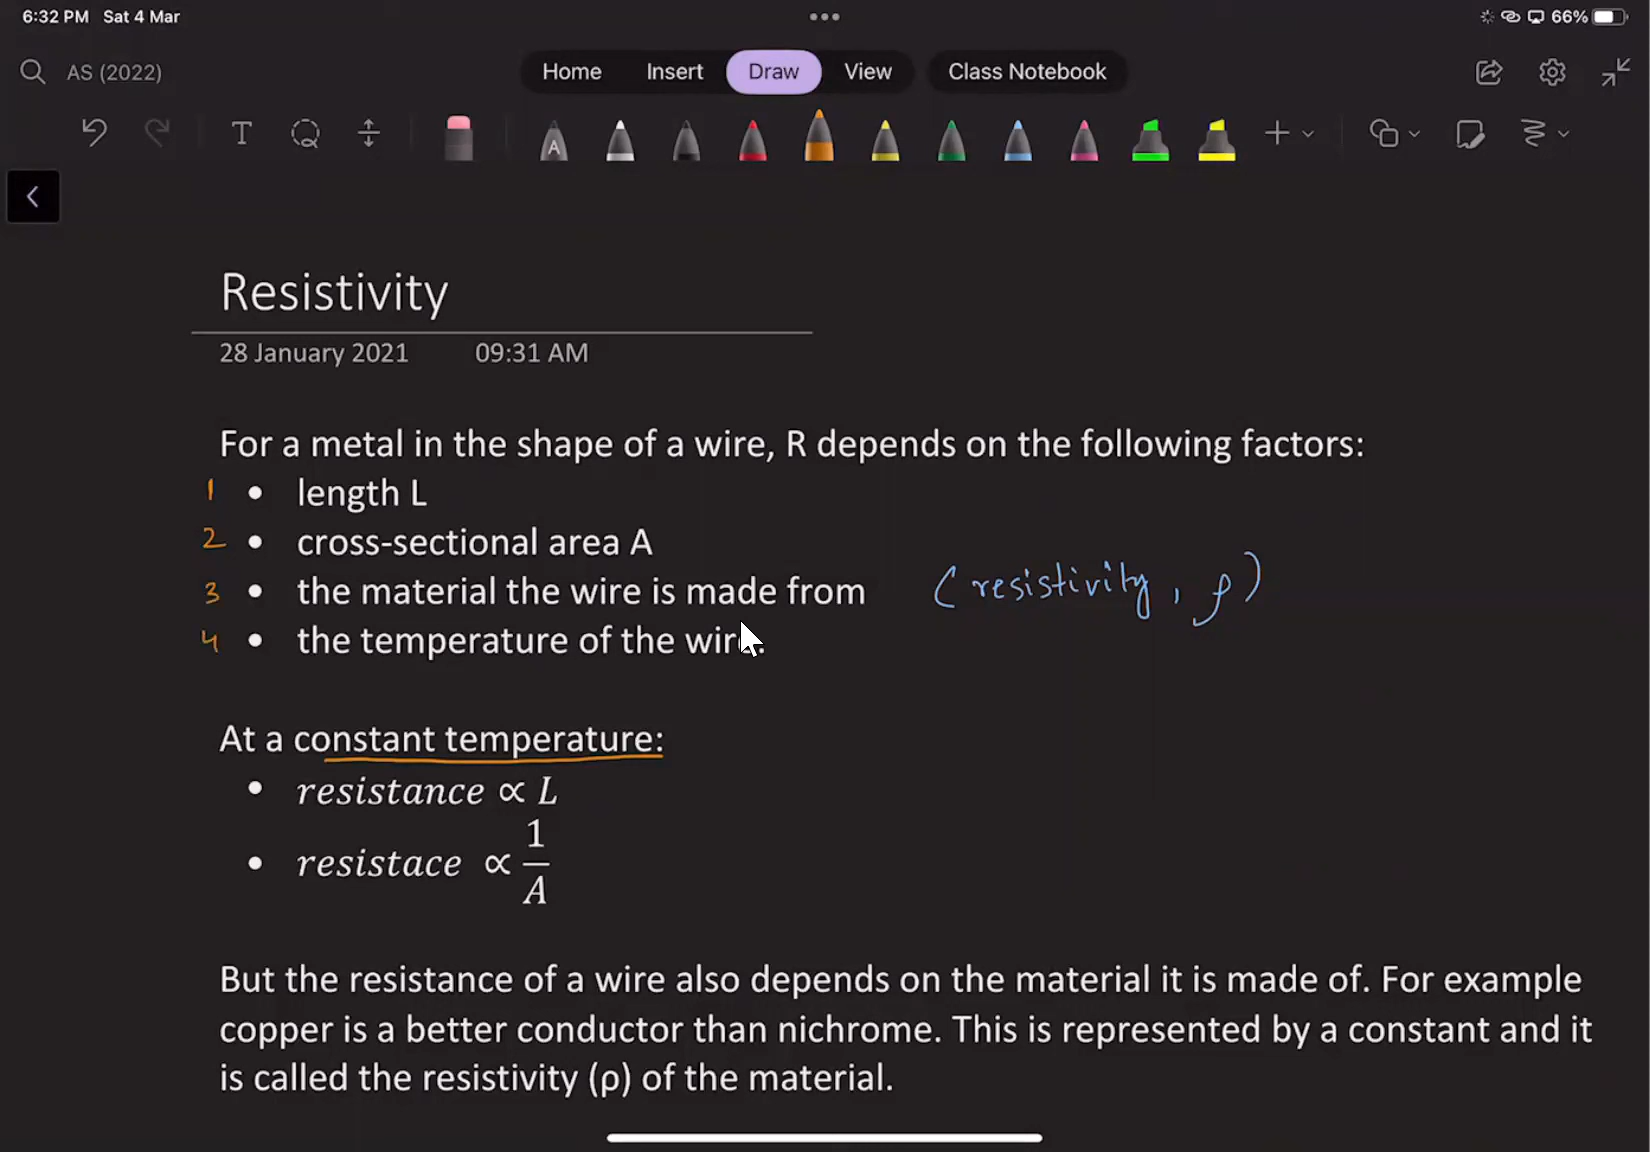 6:32 PM Sat 4 Mar
66%
AS (2022)
Home Insert Draw View Class Notebook
T
A
Resistivity
28 January 2021 09:31 AM
For a metal in the shape of a wire, R depends on the following factors:
1 • length L
2 • cross-sectional area A
3 • the material the wire is made from (resistivity, ρ)
4 • the temperature of the wire.
At a constant temperature:
• resistance ∝ L
• resistace ∝ 1/A
But the resistance of a wire also depends on the material it is made of. For example
copper is a better conductor than nichrome. This is represented by a constant and it
is called the resistivity (ρ) of the material.